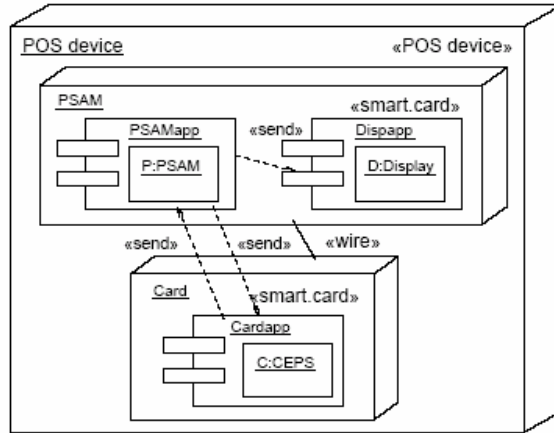 POS device «POS device»
PSAM
«smart.card»
PSAMapp «send» Dispapp
P:PSAM D:Display
«send» «send» «wire»
Card «smart.card»
Cardapp
C:CEPS